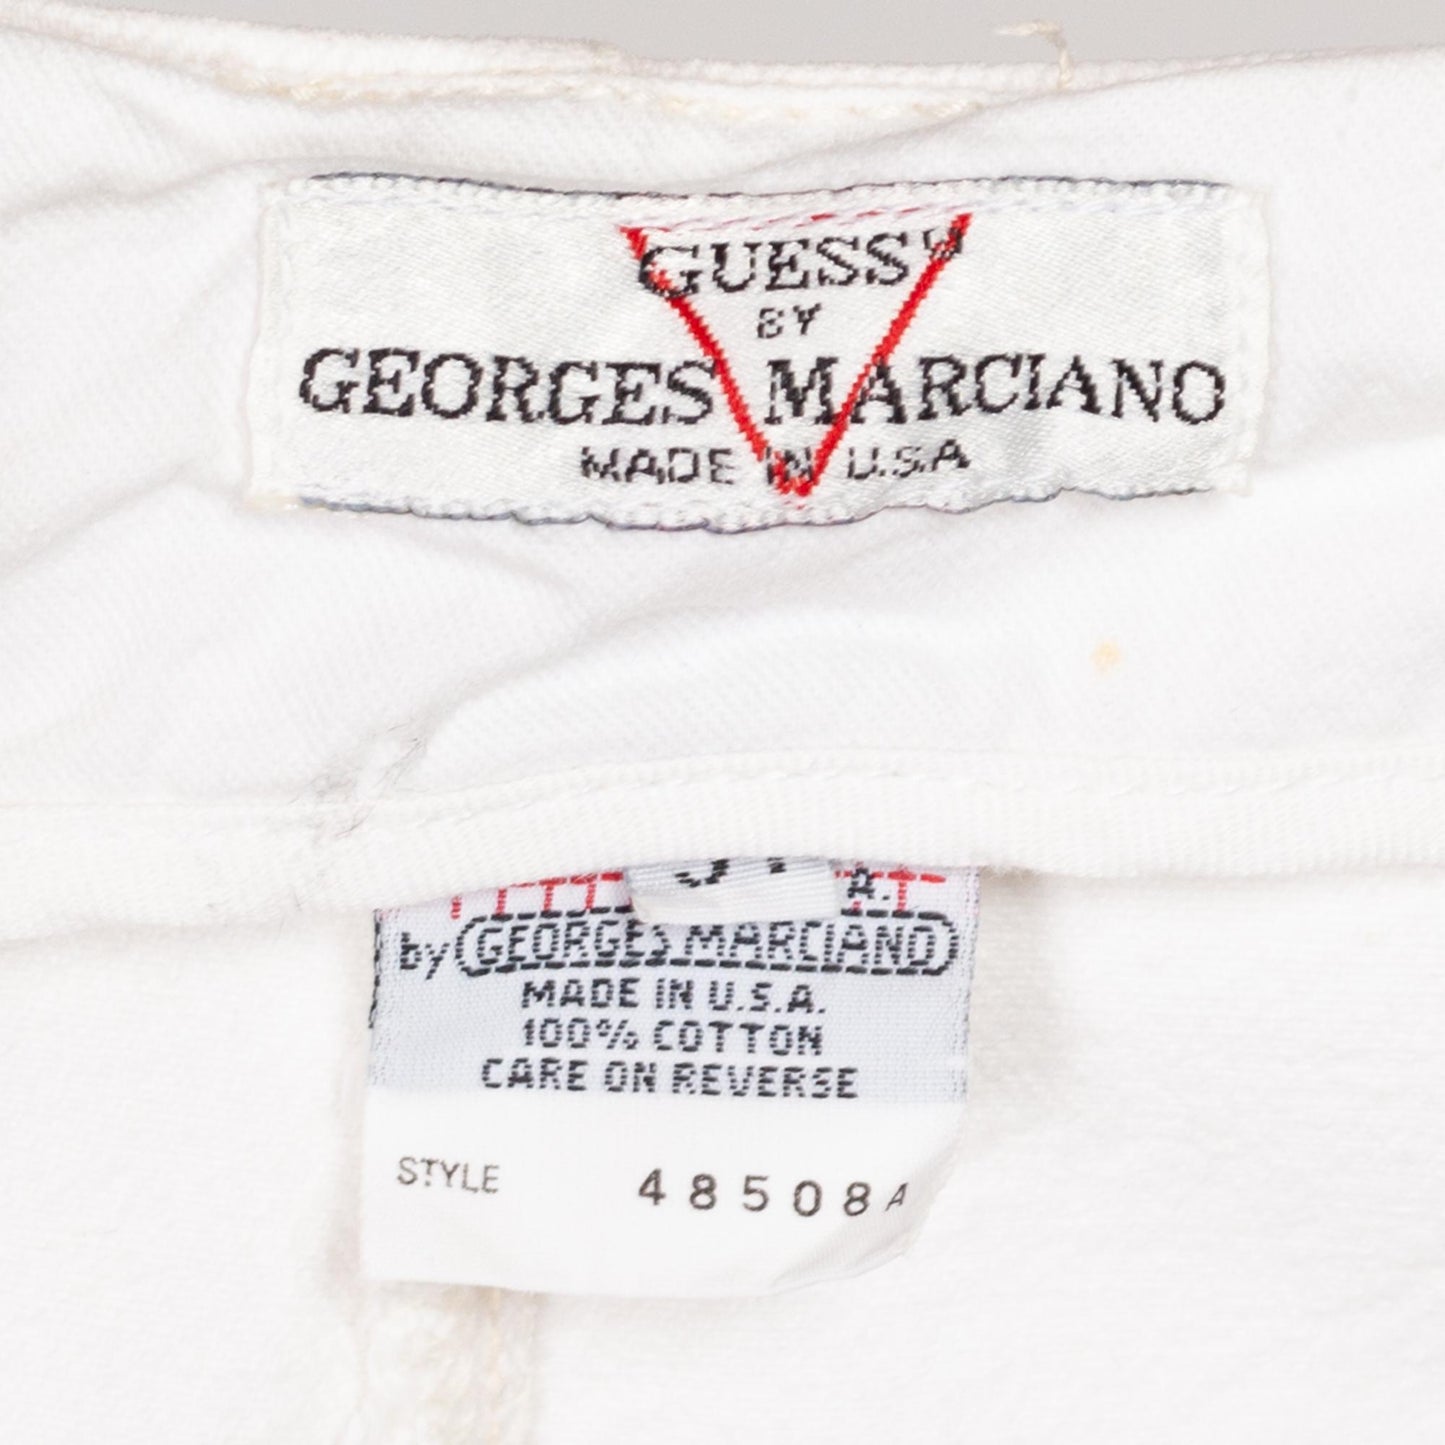 GUESS
BY
GEORGES MARCIANO
MADE IN U.S.A
by GEORGES MARCIANO
MADE IN U.S.A.
100% COTTON
CARE ON REVERSE
STYLE 48508A